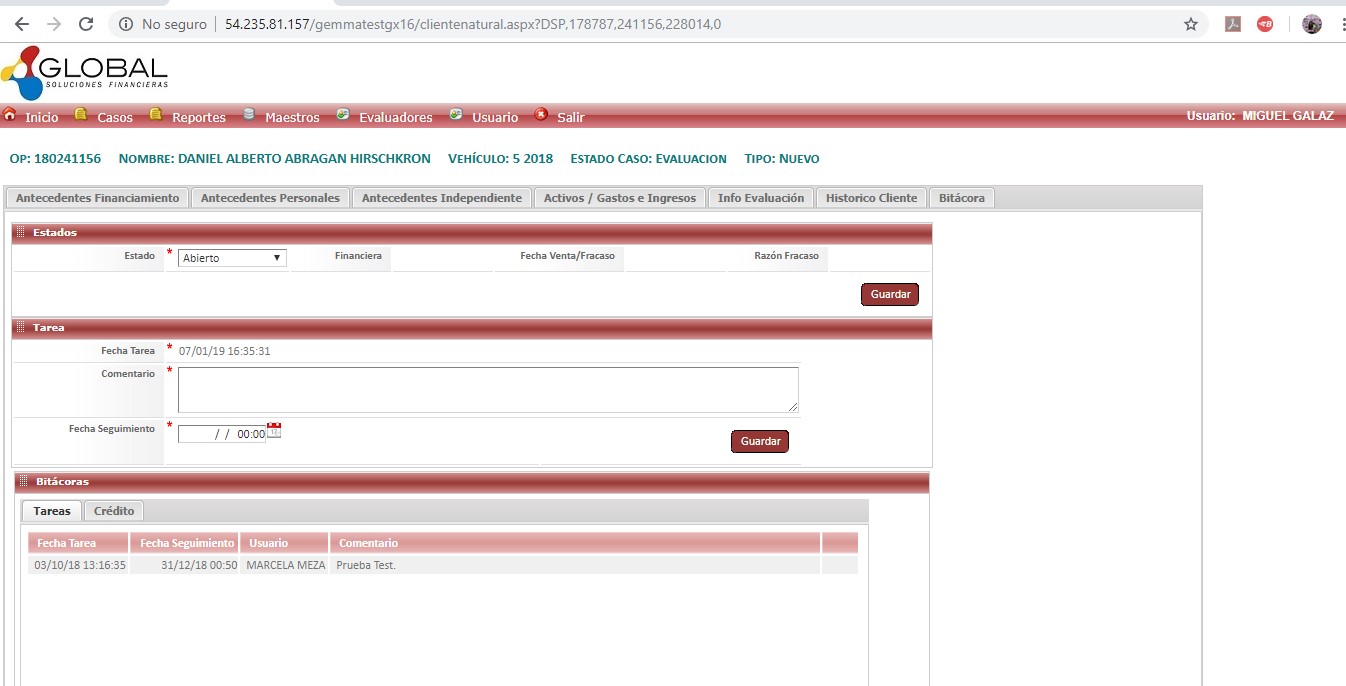 No seguro | 54.235.81.157/gemmatestgx16/clientenatural.aspx?DSP,178787,241156,228014,0
GLOBAL
SOLUCIONES FINANCIERAS
Inicio Casos Reportes Maestros Evaluadores Usuario Salir Usuario: MIGUEL GALAZ
OP: 180241156 NOMBRE: DANIEL ALBERTO ABRAGAN HIRSCHKRON VEHÍCULO: 5 2018 ESTADO CASO: EVALUACION TIPO: NUEVO
Antecedentes Financiamiento Antecedentes Personales Antecedentes Independiente Activos / Gastos e Ingresos Info Evaluación Historico Cliente Bitácora
Estados
Estado * Abierto Financiera Fecha Venta/Fracaso Razón Fracaso
Guardar
Tarea
Fecha Tarea * 07/01/19 16:35:31
Comentario *
Fecha Seguimiento * / / 00:00
Guardar
Bitácoras
Tareas Crédito
Fecha Tarea Fecha Seguimiento Usuario Comentario
03/10/18 13:16:35 31/12/18 00:50 MARCELA MEZA Prueba Test.